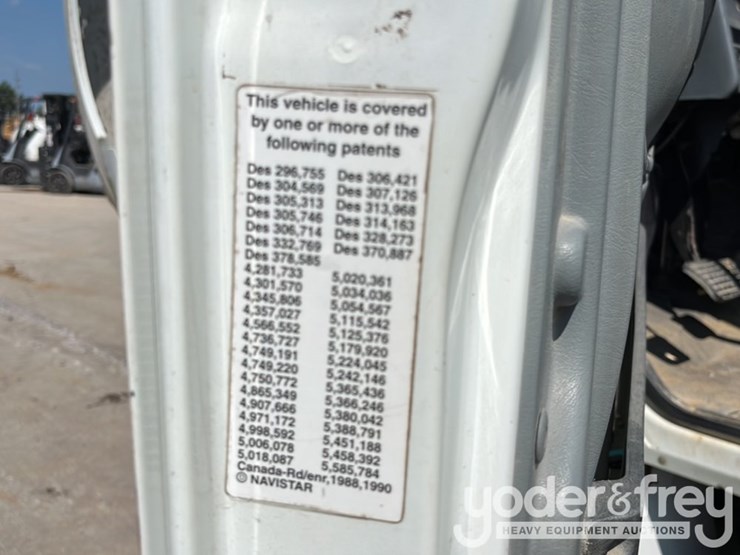 This vehicle is covered
by one or more of the
following patents
Des 296,755 Des 306,421
Des 304,569 Des 307,126
Des 305,313 Des 313,968
Des 305,746 Des 314,163
Des 306,714 Des 328,273
Des 332,769 Des 370,887
Des 378,585
4,281,733 5,020,361
4,301,570 5,034,036
4,345,806 5,054,567
4,357,027 5,115,542
4,566,552 5,125,376
4,736,727 5,179,920
4,749,191 5,224,045
4,749,220 5,242,146
4,750,772 5,365,436
4,865,349 5,366,246
4,907,666 5,380,042
4,971,172 5,388,791
4,998,592 5,451,188
5,006,078 5,458,392
5,018,087 5,585,784
Canada-Rd/enr,1988,1990
© NAVISTAR
yoder&frey
HEAVY EQUIPMENT AUCTIONS